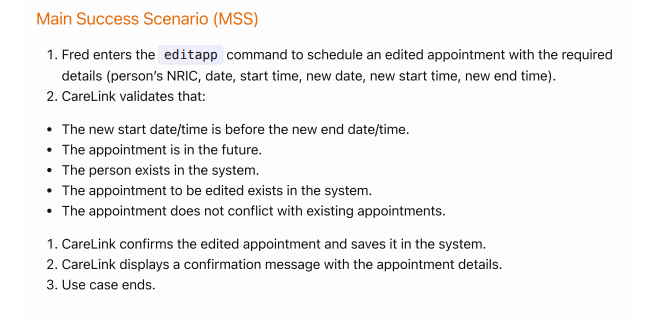 Main Success Scenario (MSS)
1. Fred enters the editapp command to schedule an edited appointment with the required
details (person’s NRIC, date, start time, new date, new start time, new end time).
2. CareLink validates that:
• The new start date/time is before the new end date/time.
• The appointment is in the future.
• The person exists in the system.
• The appointment to be edited exists in the system.
• The appointment does not conflict with existing appointments.
1. CareLink confirms the edited appointment and saves it in the system.
2. CareLink displays a confirmation message with the appointment details.
3. Use case ends.